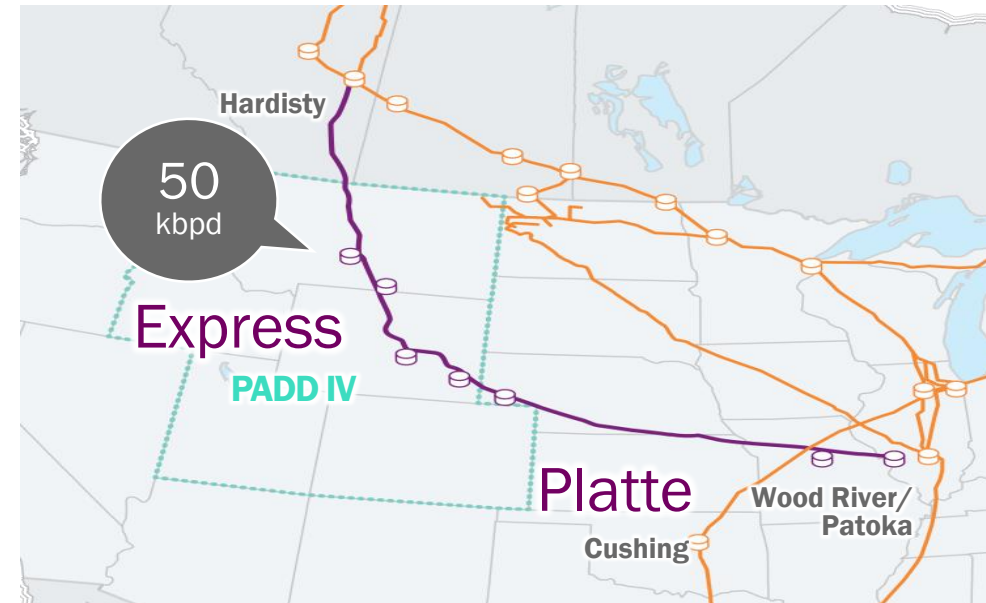 Hardisty
50
kbpd
Express
PADD IV
Platte
Wood River/
Patoka
Cushing